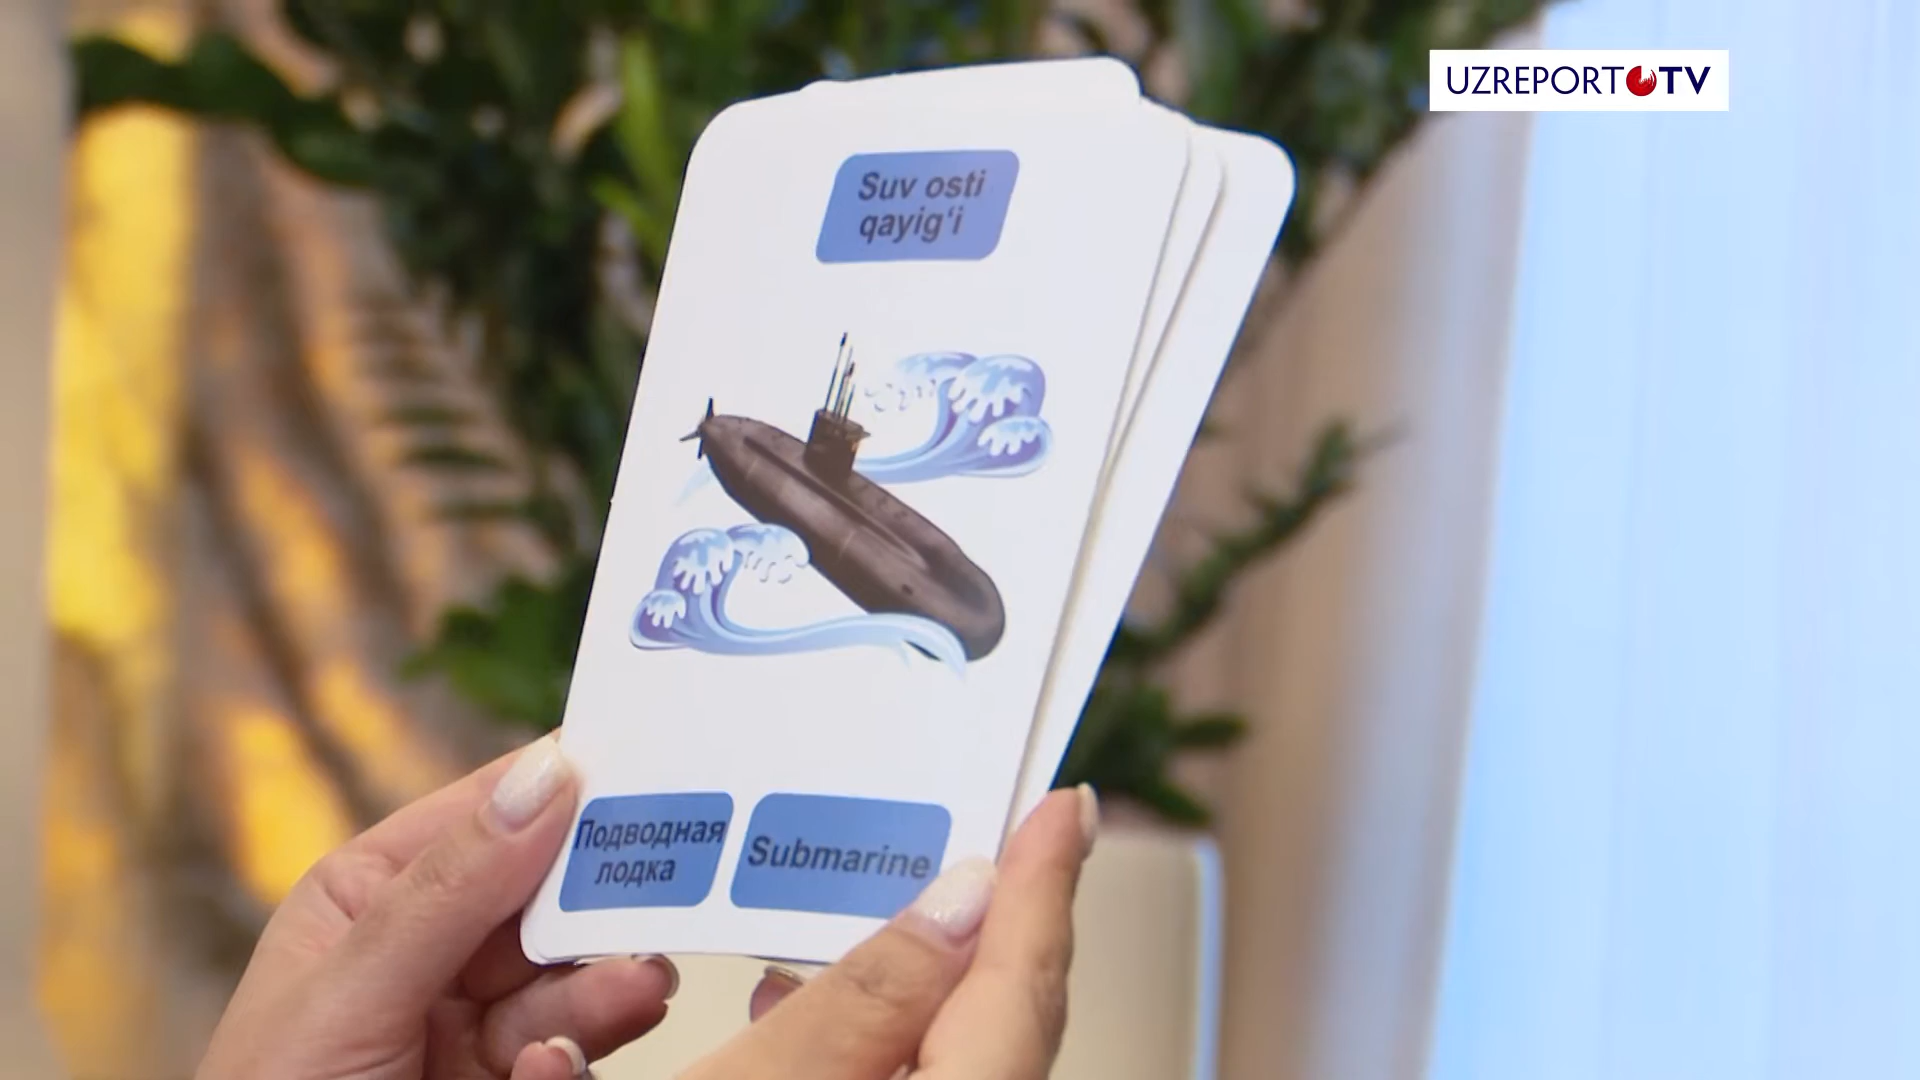 UZREPORT TV
Suv osti
qayig‘i
Подводная
лодка
Submarine